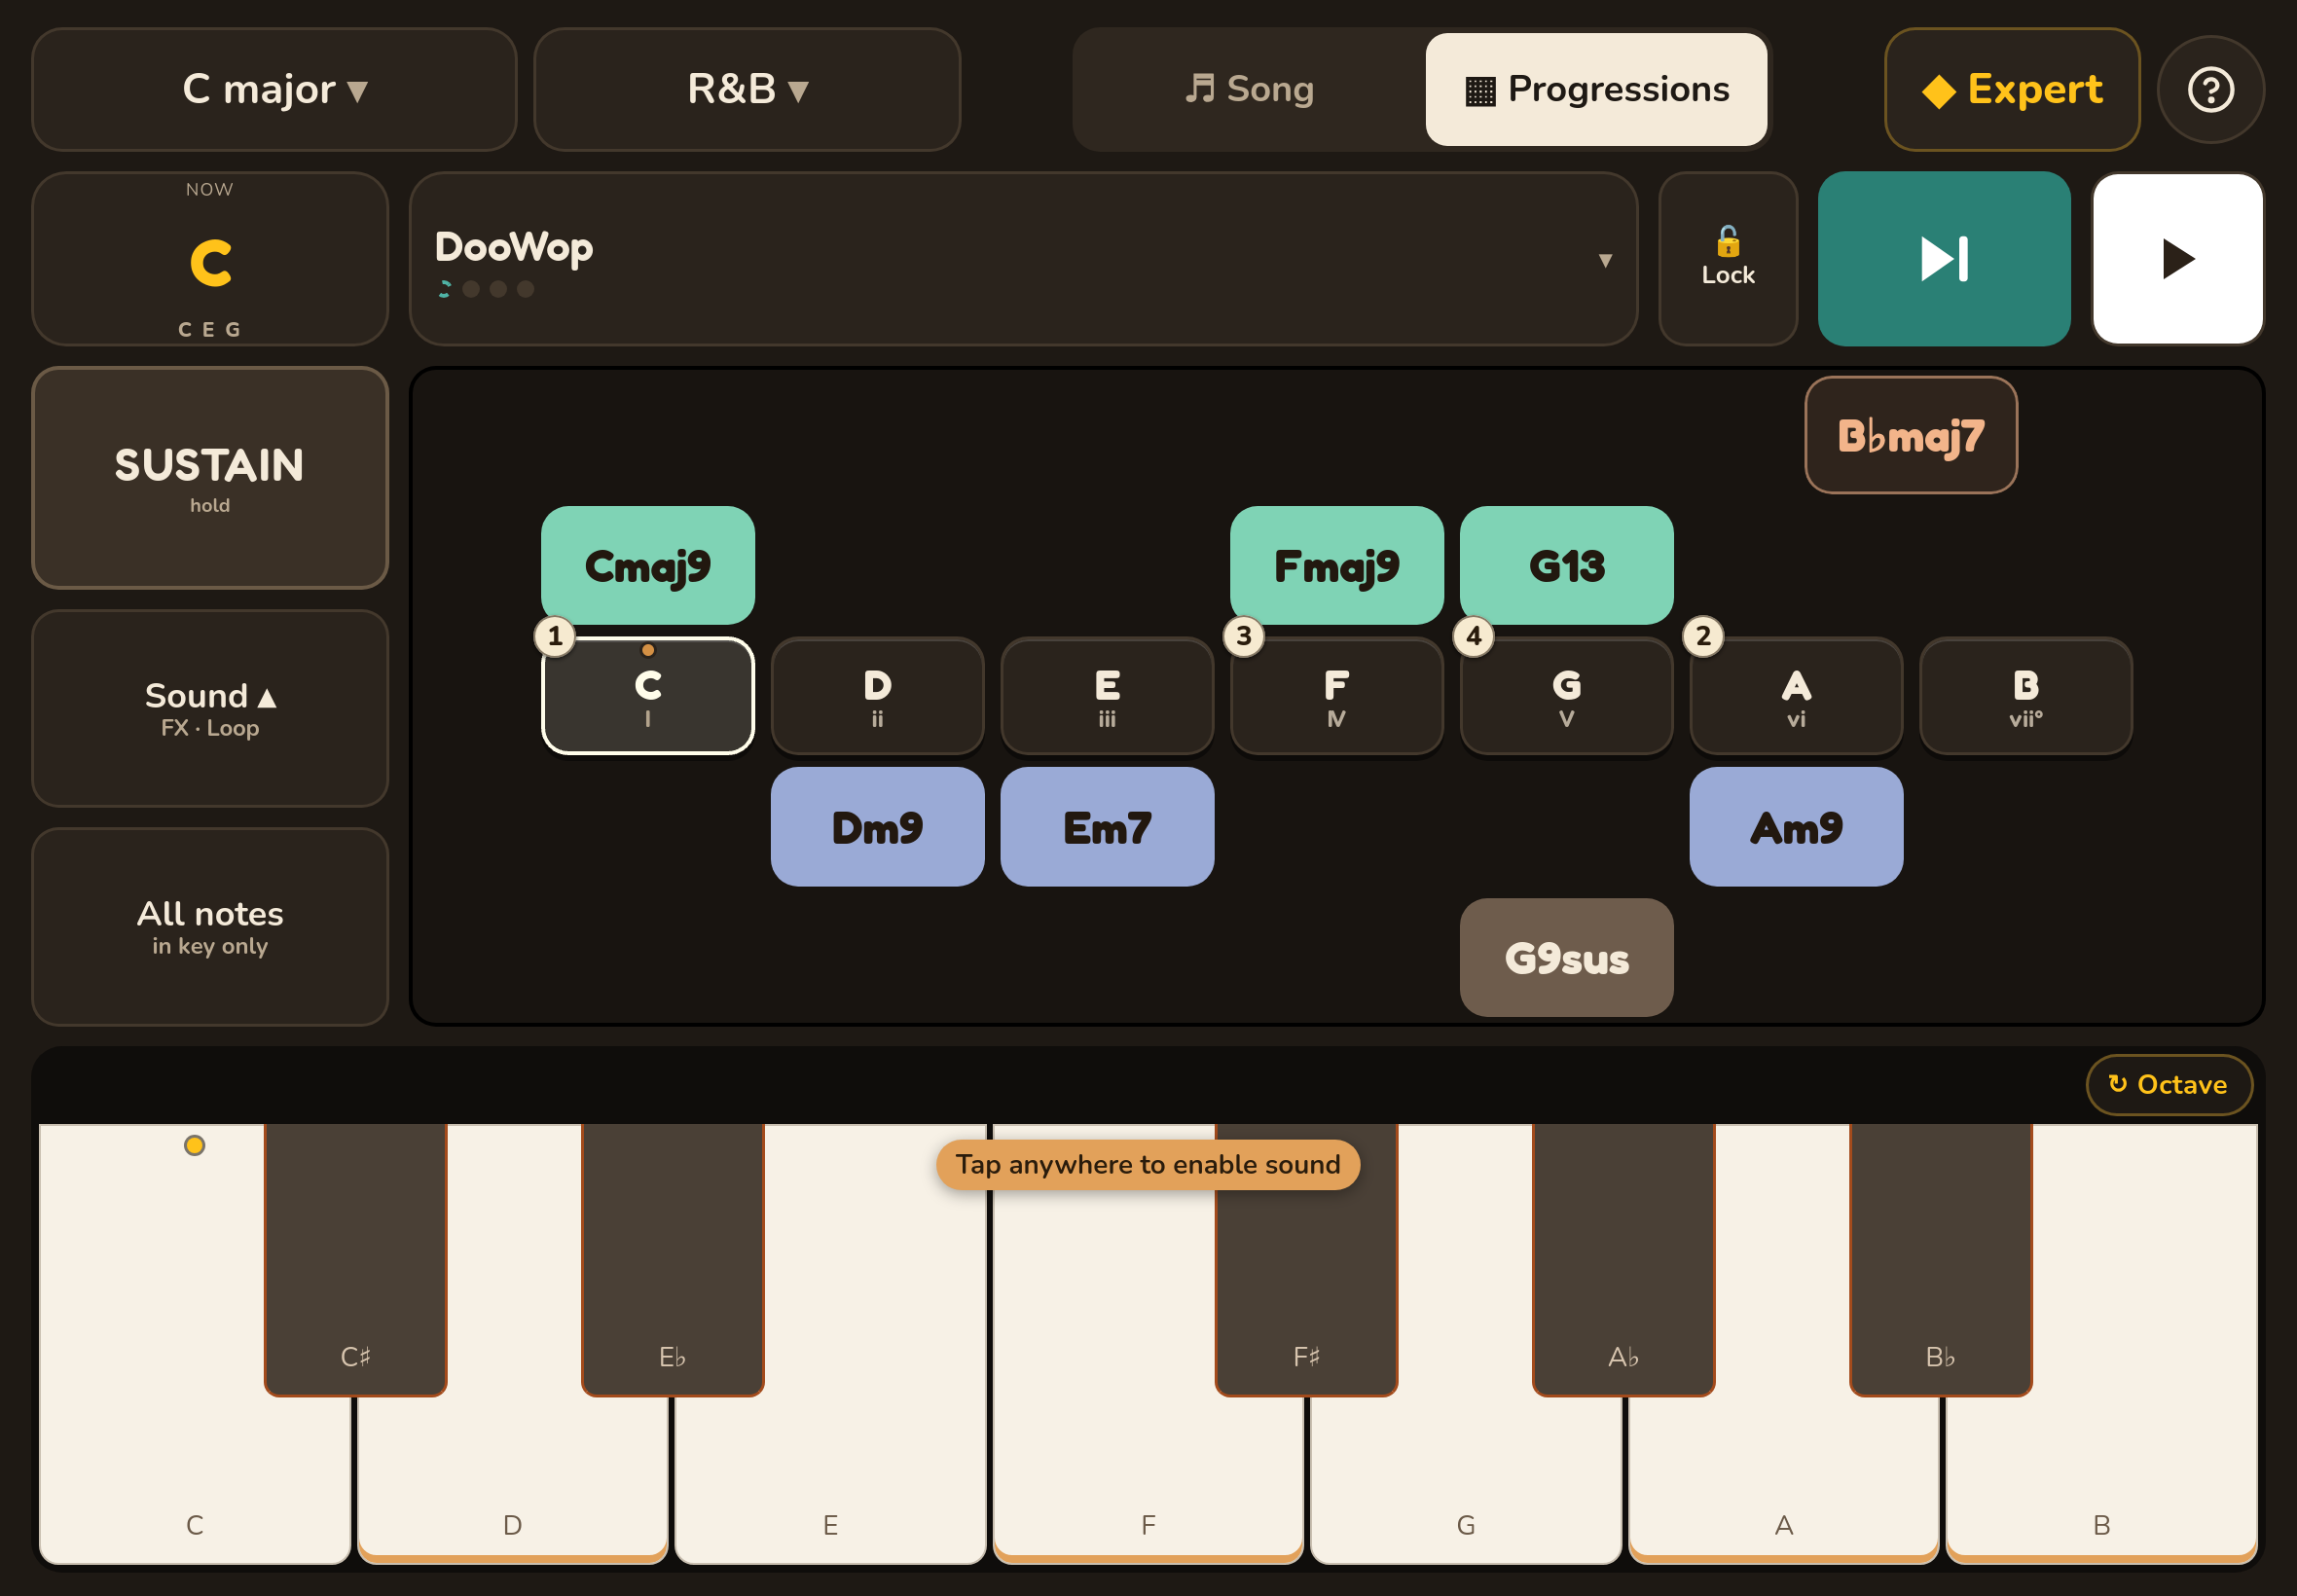 C major ▼
R&B ▼
♬ Song
▦ Progressions
◆ Expert
?
NOW
C
C E G
DooWop
▼
🔓
Lock
SUSTAIN
hold
Sound ▲
FX · Loop
All notes
in key only
B♭maj7
Cmaj9
Fmaj9
G13
1
3
4
2
C
I
D
ii
E
iii
F
IV
G
V
A
vi
B
vii°
Dm9
Em7
Am9
G9sus
↻ Octave
Tap anywhere to enable sound
C♯
E♭
F♯
A♭
B♭
C
D
E
F
G
A
B